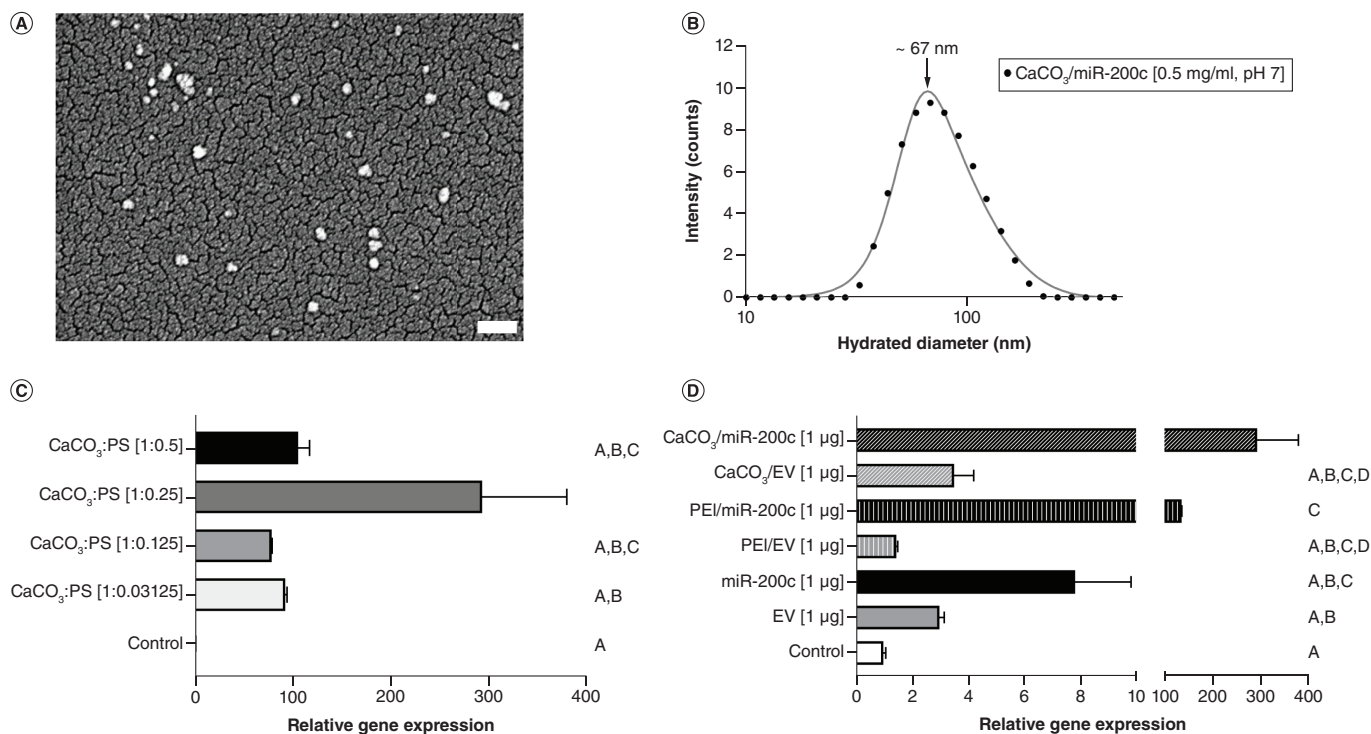 A
B
~ 67 nm
CaCO₃/miR-200c [0.5 mg/ml, pH 7]
Intensity (counts)
12
10
8
6
4
2
0
10
100
Hydrated diameter (nm)
C
CaCO₃:PS [1:0.5]
A,B,C
CaCO₃:PS [1:0.25]
CaCO₃:PS [1:0.125]
A,B,C
CaCO₃:PS [1:0.03125]
A,B
Control
A
0 100 200 300 400
Relative gene expression
D
CaCO₃/miR-200c [1 µg]
CaCO₃/EV [1 µg]
A,B,C,D
PEI/miR-200c [1 µg]
C
PEI/EV [1 µg]
A,B,C,D
miR-200c [1 µg]
A,B,C
EV [1 µg]
A,B
Control
A
0 2 4 6 8 10 100 200 300 400
Relative gene expression